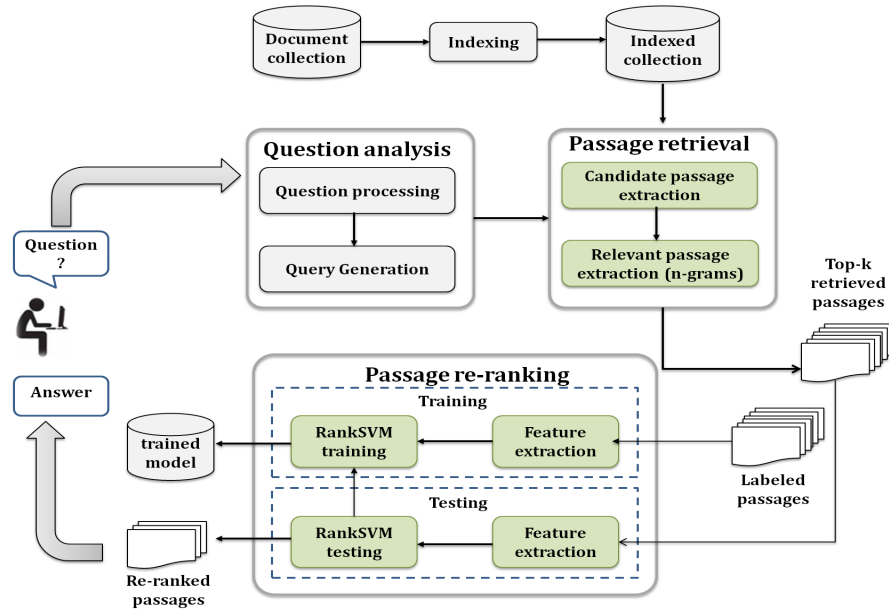 Document
collection
Indexing
Indexed
collection
Question analysis
Question processing
Query Generation
Passage retrieval
Candidate passage
extraction
Relevant passage
extraction (n-grams)
Question
?
Top-k
retrieved
passages
Answer
Passage re-ranking
Training
RankSVM
training
Feature
extraction
trained
model
Labeled
passages
Testing
RankSVM
testing
Feature
extraction
Re-ranked
passages